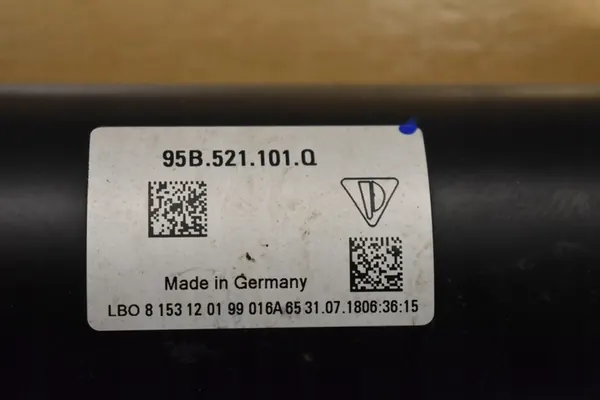 95B.521.101.Q
Made in Germany
LBO 8 153 12 01 99 016A 65 31.07.1806:36:15